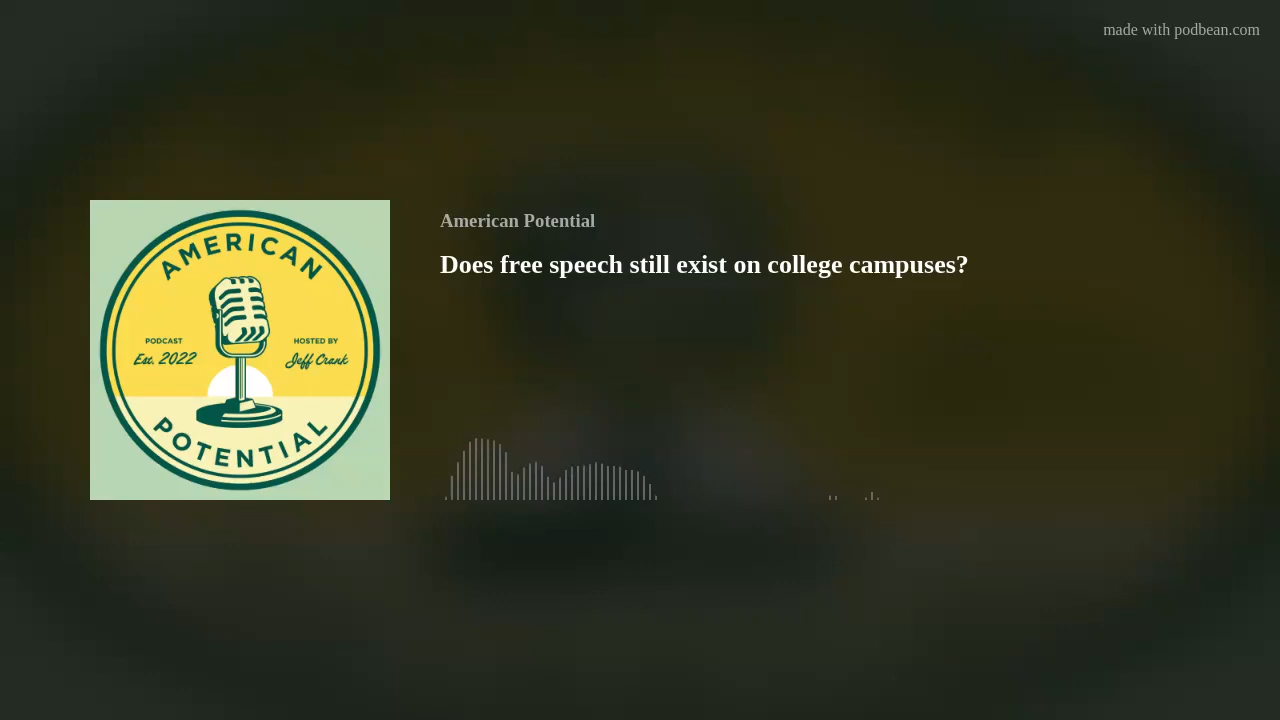 made with podbean.com
American Potential
Does free speech still exist on college campuses?
AMERICAN
PODCAST
Est. 2022
HOSTED BY
Jeff Crank
POTENTIAL